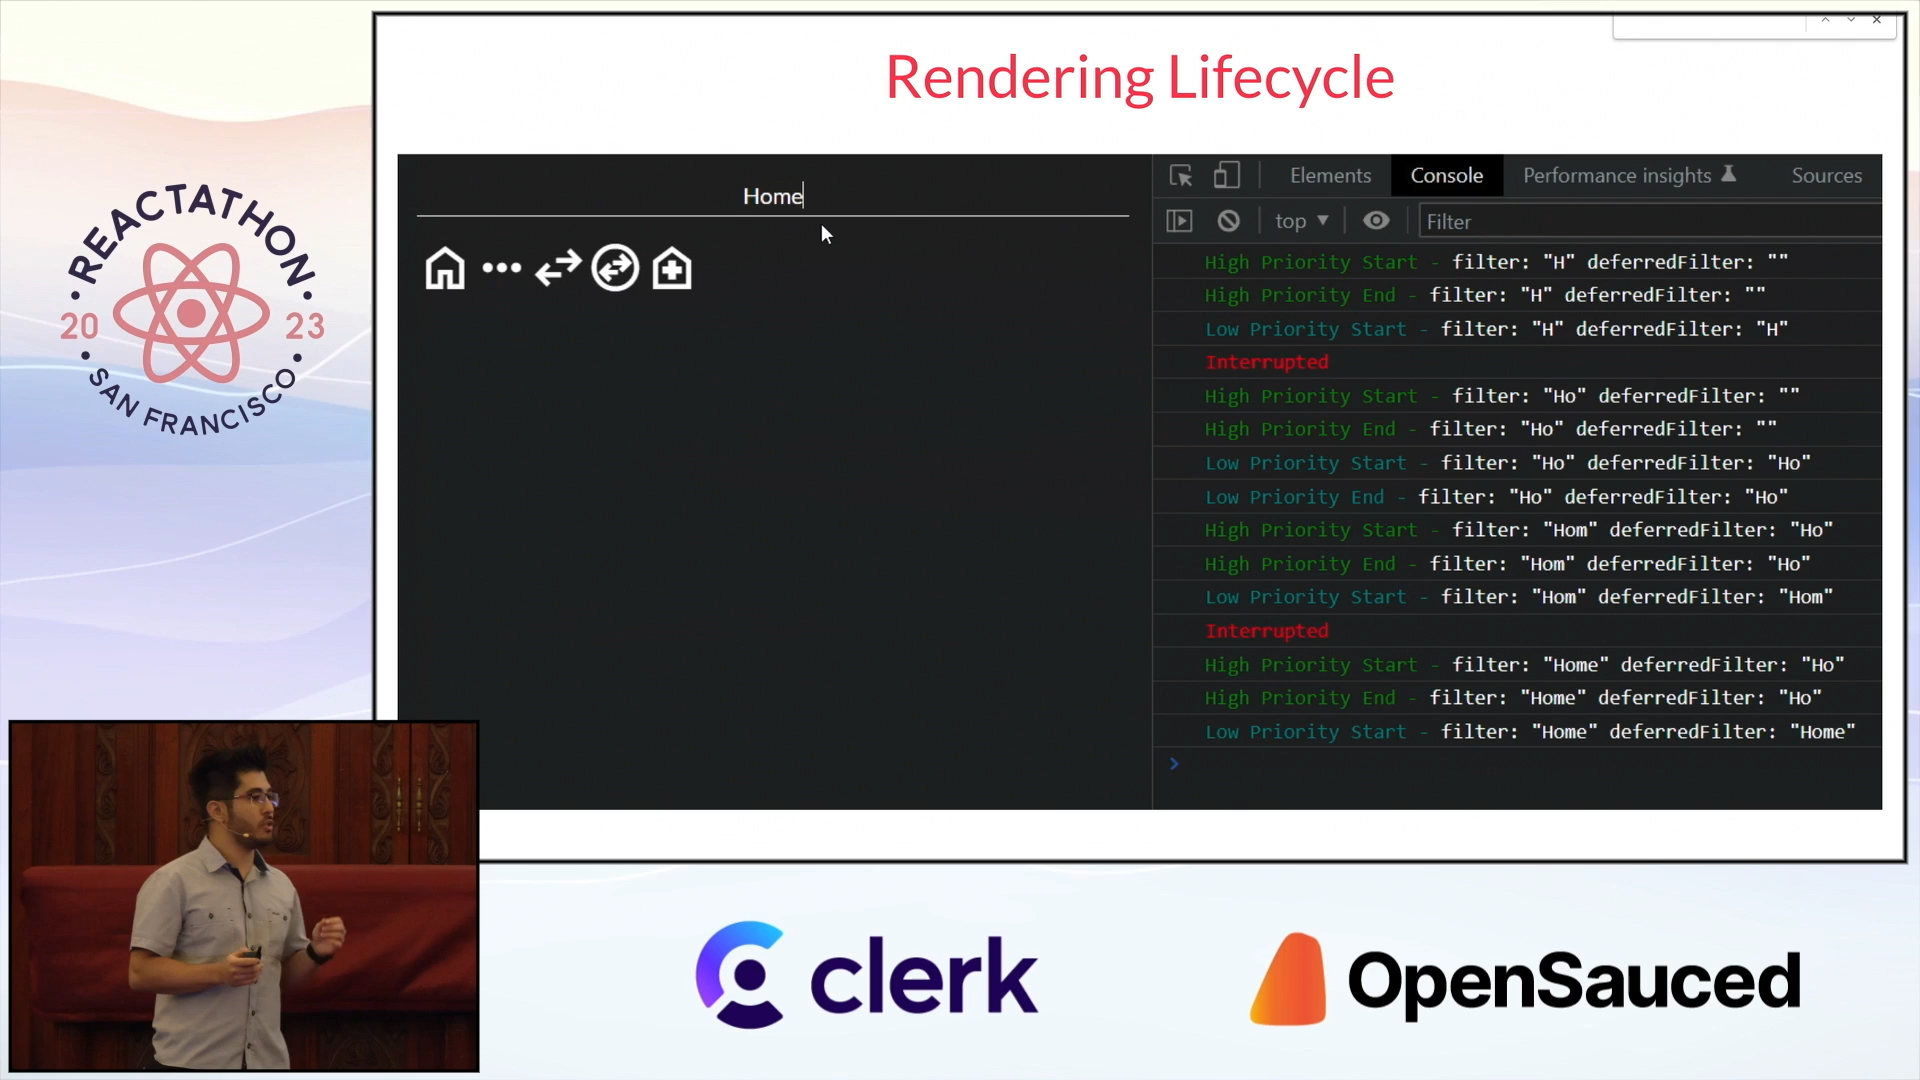 Rendering Lifecycle
REACTATHON
20 23
SAN FRANCISCO
Home
Elements Console Performance insights Sources
top Filter
High Priority Start - filter: "H" deferredFilter: ""
High Priority End - filter: "H" deferredFilter: ""
Low Priority Start - filter: "H" deferredFilter: "H"
Interrupted
High Priority Start - filter: "Ho" deferredFilter: ""
High Priority End - filter: "Ho" deferredFilter: ""
Low Priority Start - filter: "Ho" deferredFilter: "Ho"
Low Priority End - filter: "Ho" deferredFilter: "Ho"
High Priority Start - filter: "Hom" deferredFilter: "Ho"
High Priority End - filter: "Hom" deferredFilter: "Ho"
Low Priority Start - filter: "Hom" deferredFilter: "Hom"
Interrupted
High Priority Start - filter: "Home" deferredFilter: "Ho"
High Priority End - filter: "Home" deferredFilter: "Ho"
Low Priority Start - filter: "Home" deferredFilter: "Home"
clerk
OpenSauced